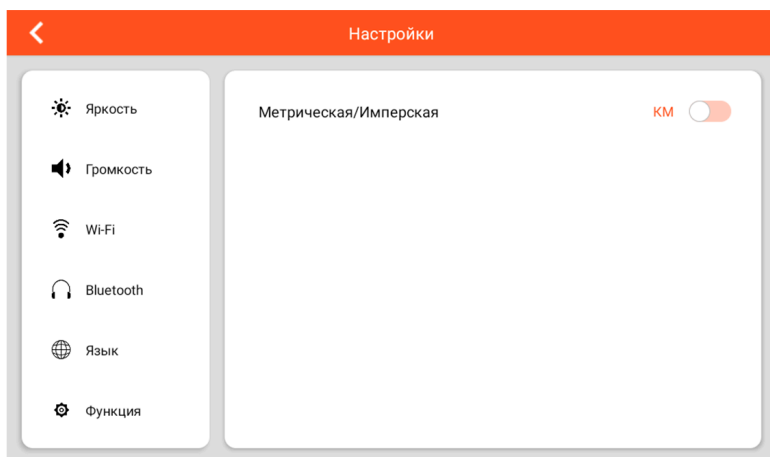 Настройки
Яркость
Громкость
Wi-Fi
Bluetooth
Язык
Функция
Метрическая/Имперская
КМ